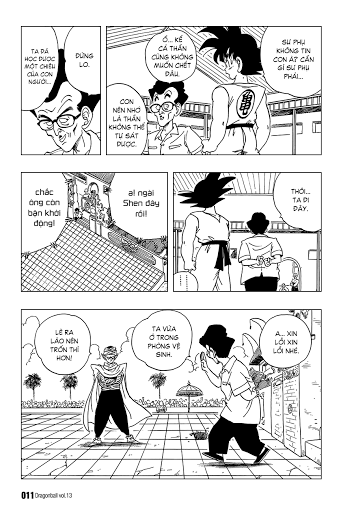 SƯ PHỤ
KHÔNG TIN
CON ẮT CẦN
GÌ SƯ PHỤ
PHẢI...
Ồ... KỂ
CẢ THẦN
CŨNG KHÔNG
MUỐN CHẾT
ĐÂU.
CON
NÊN NHỚ
LÀ THẦN
KHÔNG THỂ
TỰ SÁT
ĐƯỢC.
ĐỪNG
LO.
TA ĐÃ
HỌC ĐƯỢC
MỘT CHIÊU
CỦA CON
NGƯỜI...
THÔI...
TA ĐI
ĐÂY.
a! ngài
Shen đây
rồi!
chắc
ông còn
bận khởi
động!
A... XIN
LỖI XIN
LỖI NHÉ.
TA VỪA
Ở TRONG
PHÒNG VỆ
SINH.
LẼ RA
LÃO NÊN
TRỐN THÌ
HƠN!
011 Dragonball vol.13